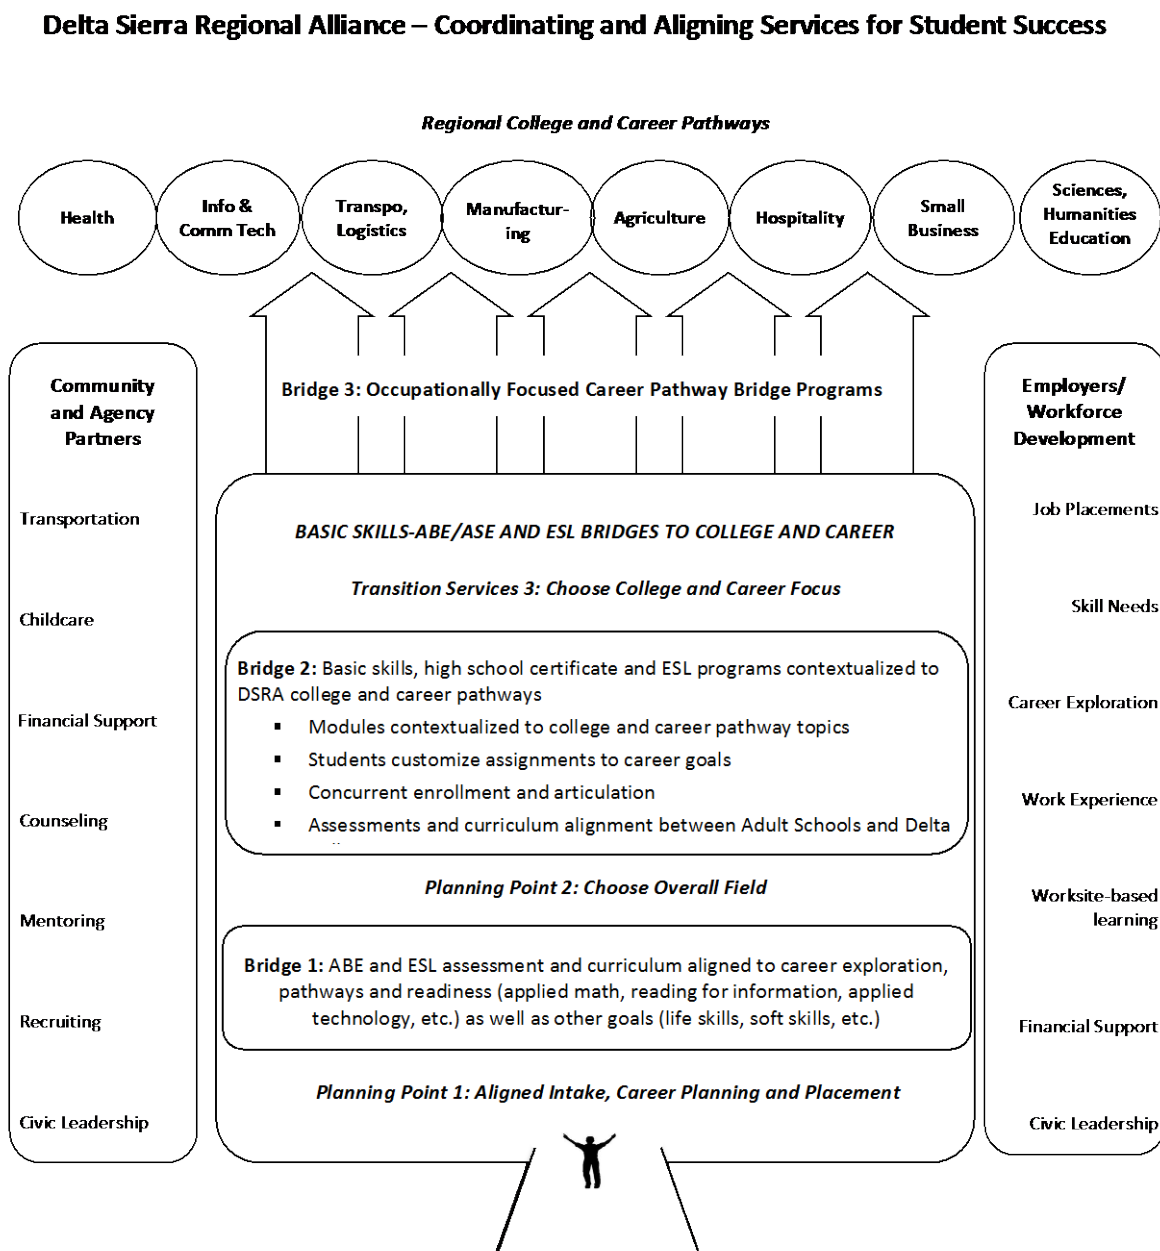 Delta Sierra Regional Alliance – Coordinating and Aligning Services for Student Success
Regional College and Career Pathways
Health
Info &
Comm Tech
Transpo,
Logistics
Manufactur-
ing
Agriculture
Hospitality
Small
Business
Sciences,
Humanities
Education
Bridge 3: Occupationally Focused Career Pathway Bridge Programs
Community
and Agency
Partners
Transportation
Childcare
Financial Support
Counseling
Mentoring
Recruiting
Civic Leadership
BASIC SKILLS-ABE/ASE AND ESL BRIDGES TO COLLEGE AND CAREER
Transition Services 3: Choose College and Career Focus
Bridge 2: Basic skills, high school certificate and ESL programs contextualized to
DSRA college and career pathways
▪ Modules contextualized to college and career pathway topics
▪ Students customize assignments to career goals
▪ Concurrent enrollment and articulation
▪ Assessments and curriculum alignment between Adult Schools and Delta
Planning Point 2: Choose Overall Field
Bridge 1: ABE and ESL assessment and curriculum aligned to career exploration,
pathways and readiness (applied math, reading for information, applied
technology, etc.) as well as other goals (life skills, soft skills, etc.)
Planning Point 1: Aligned Intake, Career Planning and Placement
Employers/
Workforce
Development
Job Placements
Skill Needs
Career Exploration
Work Experience
Worksite-based
learning
Financial Support
Civic Leadership